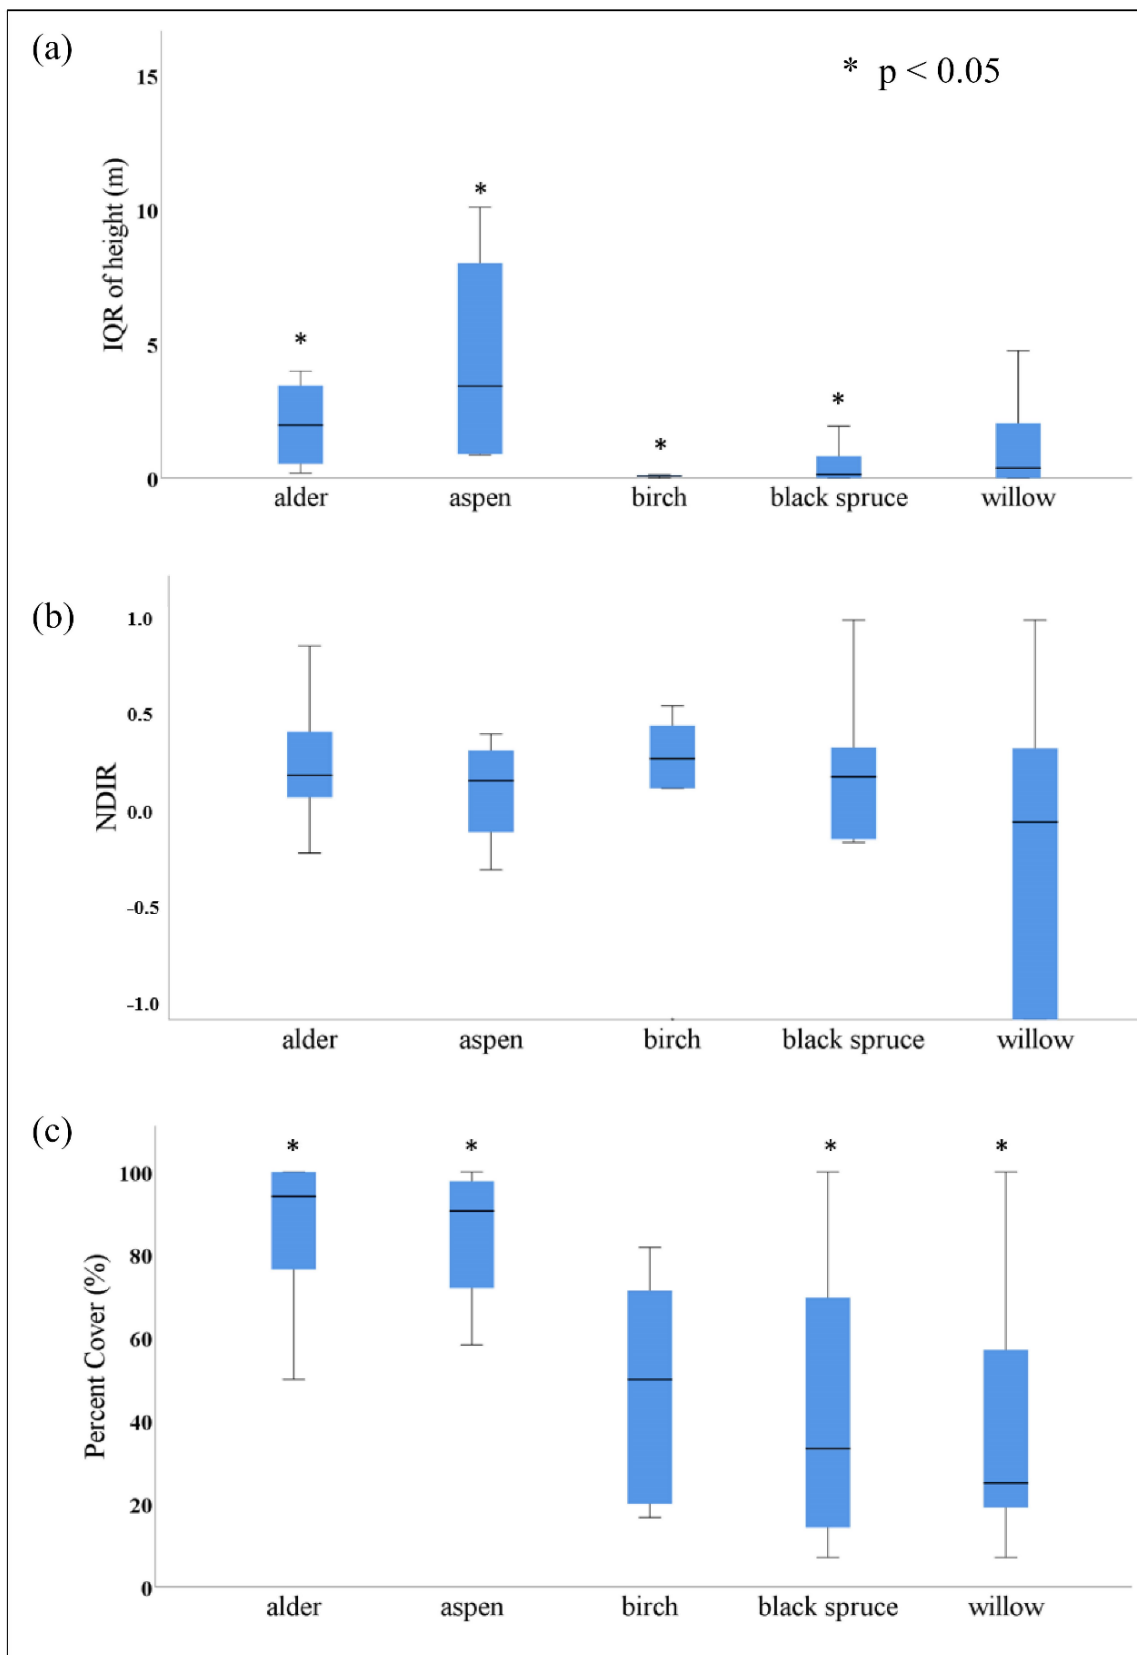 (a)
* p < 0.05
15
10
5
0
IQR of height (m)
*
*
*
*
alder aspen birch black spruce willow
(b)
1.0
0.5
0.0
-0.5
-1.0
NDIR
alder aspen birch black spruce willow
(c)
* * * *
100
80
60
40
20
0
Percent Cover (%)
alder aspen birch black spruce willow